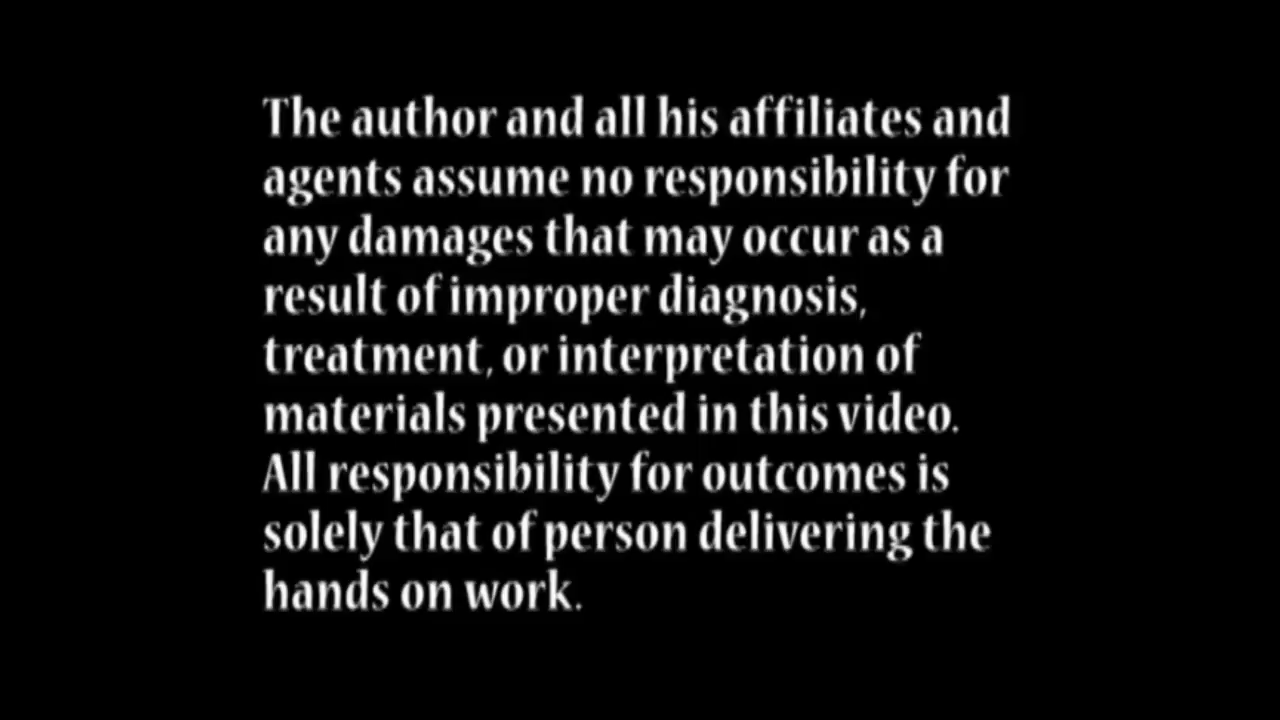 The author and all his affiliates and
agents assume no responsibility for
any damages that may occur as a
result of improper diagnosis,
treatment, or interpretation of
materials presented in this video.
All responsibility for outcomes is
solely that of person delivering the
hands on work.